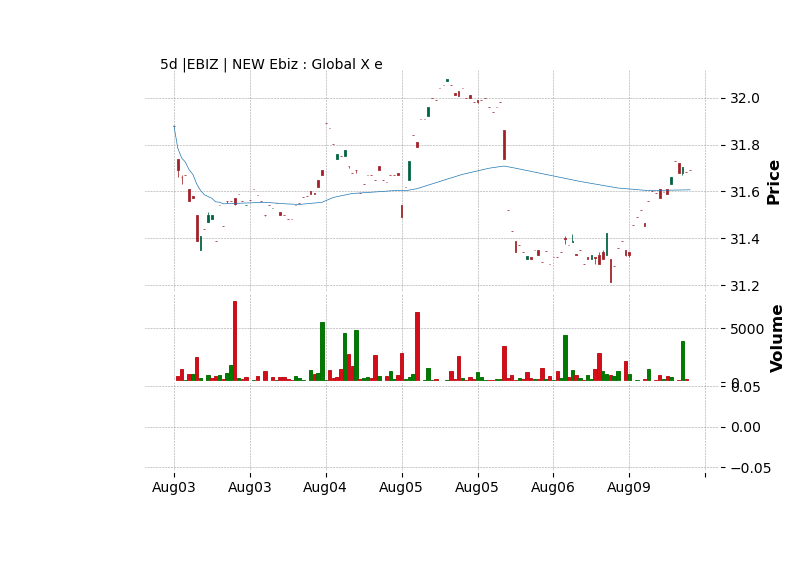 5d |EBIZ | NEW Ebiz : Global X e
32.0
31.8
31.6
31.4
31.2
Price
5000
0
Volume
0.05
0.00
−0.05
Aug03 Aug03 Aug04 Aug05 Aug05 Aug06 Aug09